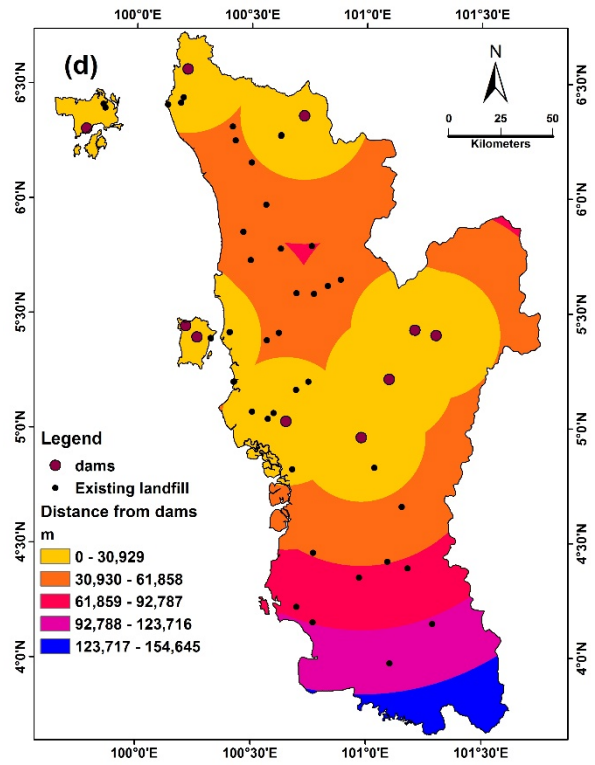 100°0'E 100°30'E 101°0'E 101°30'E
(d)
N
0 25 50
Kilometers
6°30'N 6°30'N
6°0'N 6°0'N
5°30'N 5°30'N
5°0'N 5°0'N
4°30'N 4°30'N
4°0'N 4°0'N
Legend
dams
Existing landfill
Distance from dams
m
0 - 30,929
30,930 - 61,858
61,859 - 92,787
92,788 - 123,716
123,717 - 154,645
100°0'E 100°30'E 101°0'E 101°30'E